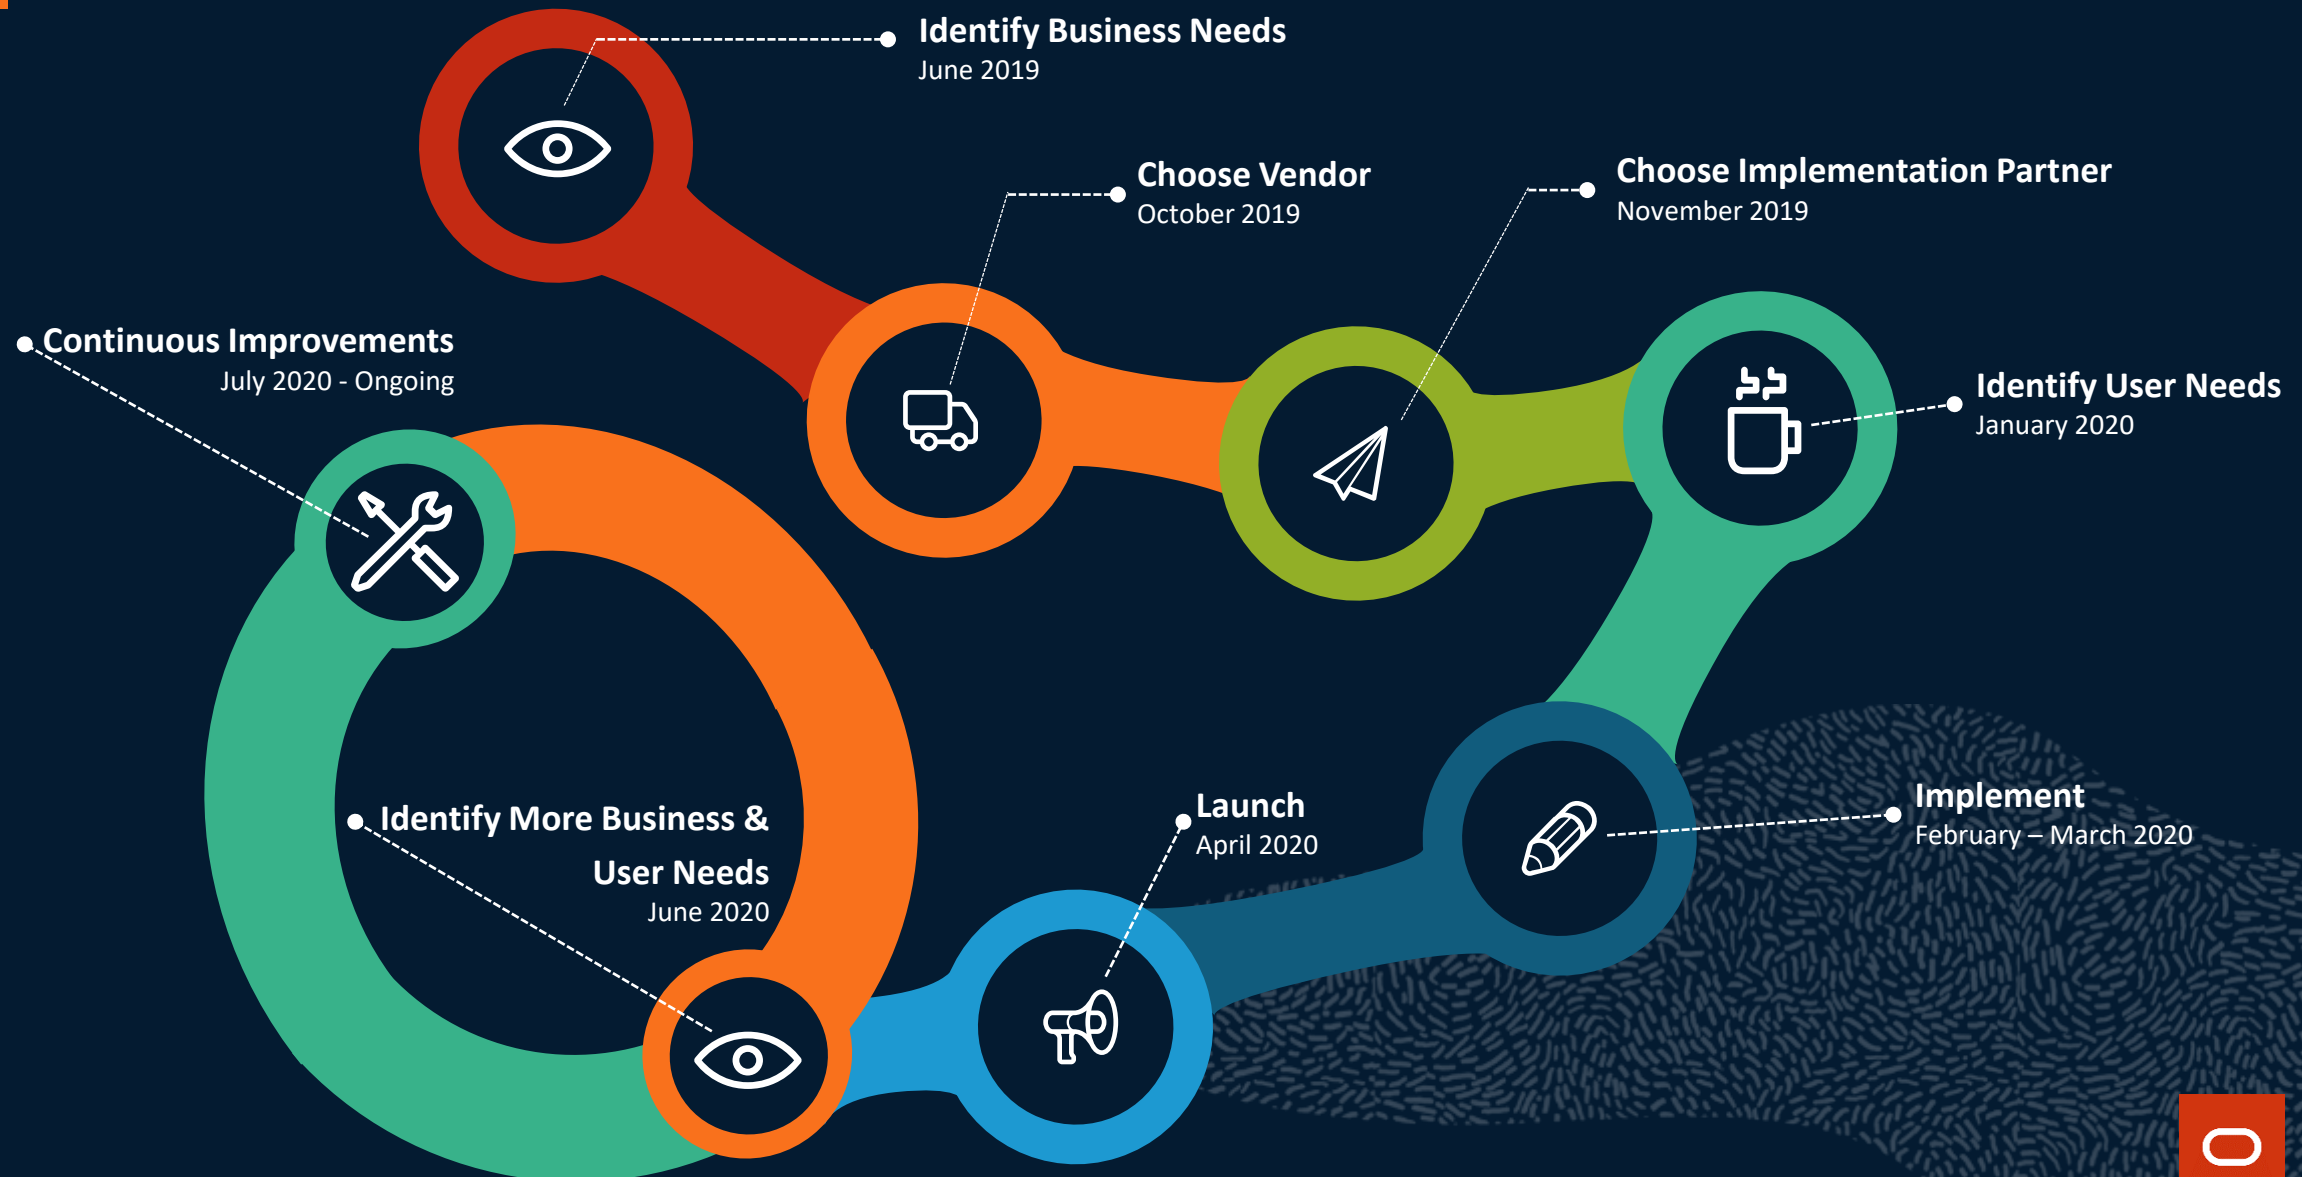 Identify Business Needs
June 2019
Choose Vendor
October 2019
Choose Implementation Partner
November 2019
Identify User Needs
January 2020
Implement
February – March 2020
Launch
April 2020
Identify More Business &
User Needs
June 2020
Continuous Improvements
July 2020 - Ongoing